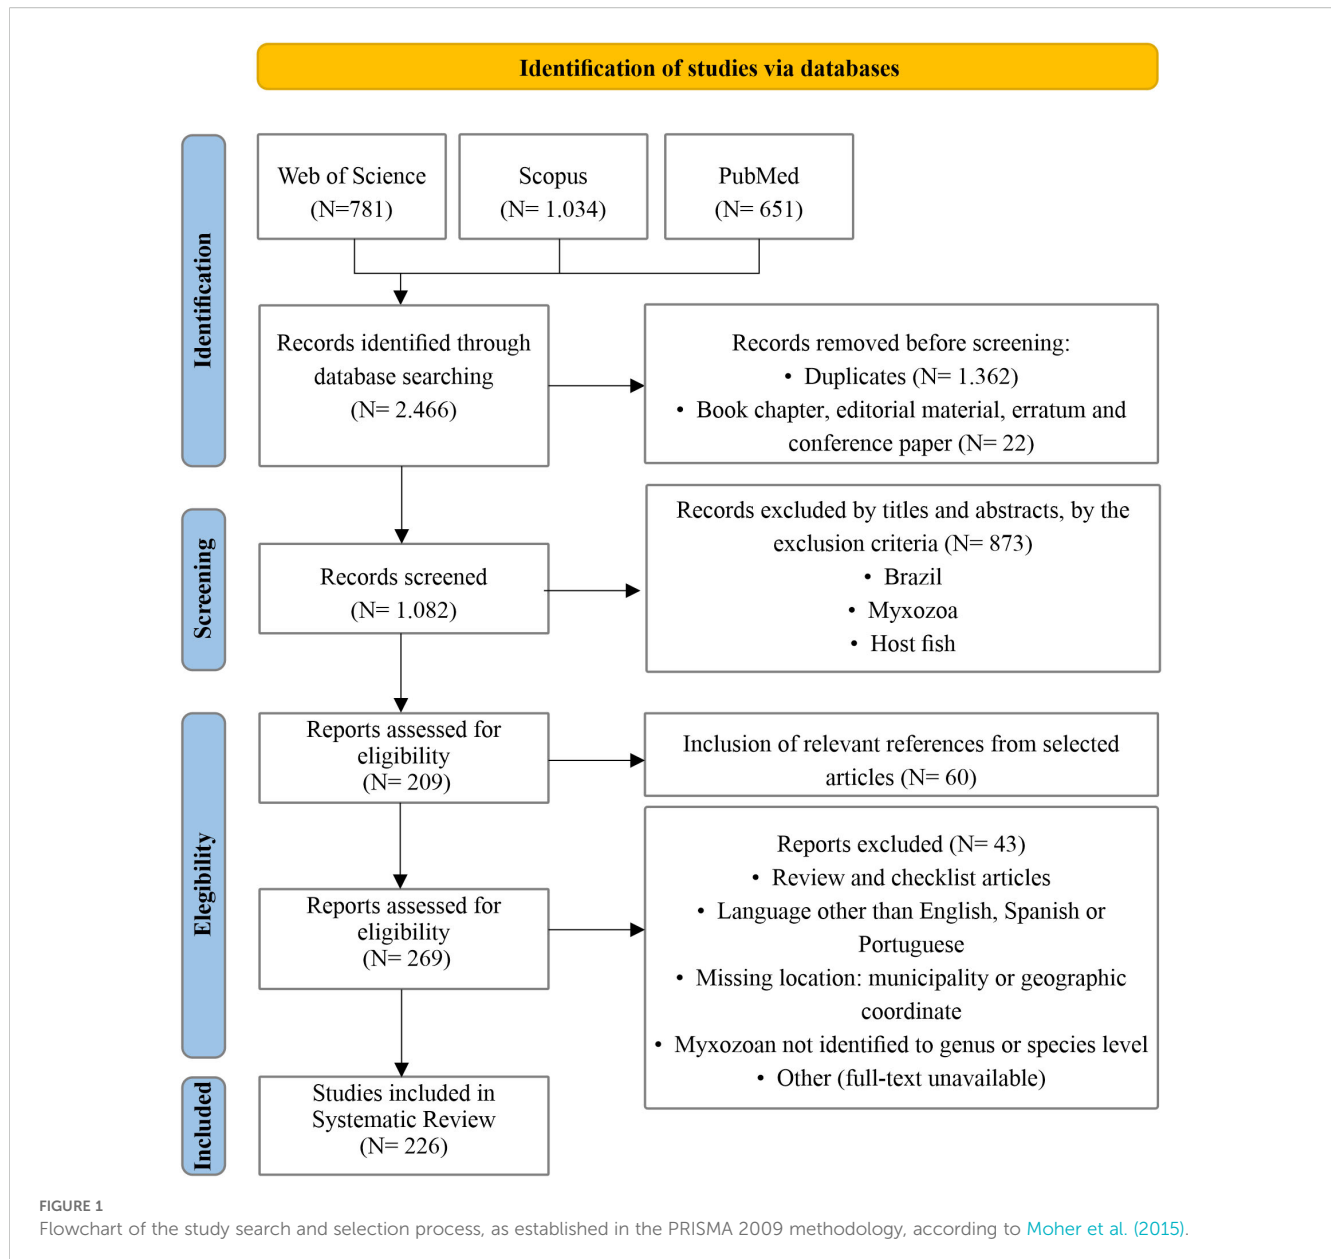 Identification of studies via databases
Identification
Web of Science
(N=781)
Scopus
(N= 1.034)
PubMed
(N= 651)
Records identified through
database searching
(N= 2.466)
Records removed before screening:
• Duplicates (N= 1.362)
• Book chapter, editorial material, erratum and
conference paper (N= 22)
Screening
Records screened
(N= 1.082)
Records excluded by titles and abstracts, by the
exclusion criteria (N= 873)
• Brazil
• Myxozoa
• Host fish
Elegibility
Reports assessed for
eligibility
(N= 209)
Inclusion of relevant references from selected
articles (N= 60)
Reports assessed for
eligibility
(N= 269)
Reports excluded (N= 43)
• Review and checklist articles
• Language other than English, Spanish or
Portuguese
• Missing location: municipality or geographic
coordinate
• Myxozoan not identified to genus or species level
• Other (full-text unavailable)
Included
Studies included in
Systematic Review
(N= 226)
FIGURE 1
Flowchart of the study search and selection process, as established in the PRISMA 2009 methodology, according to Moher et al. (2015).